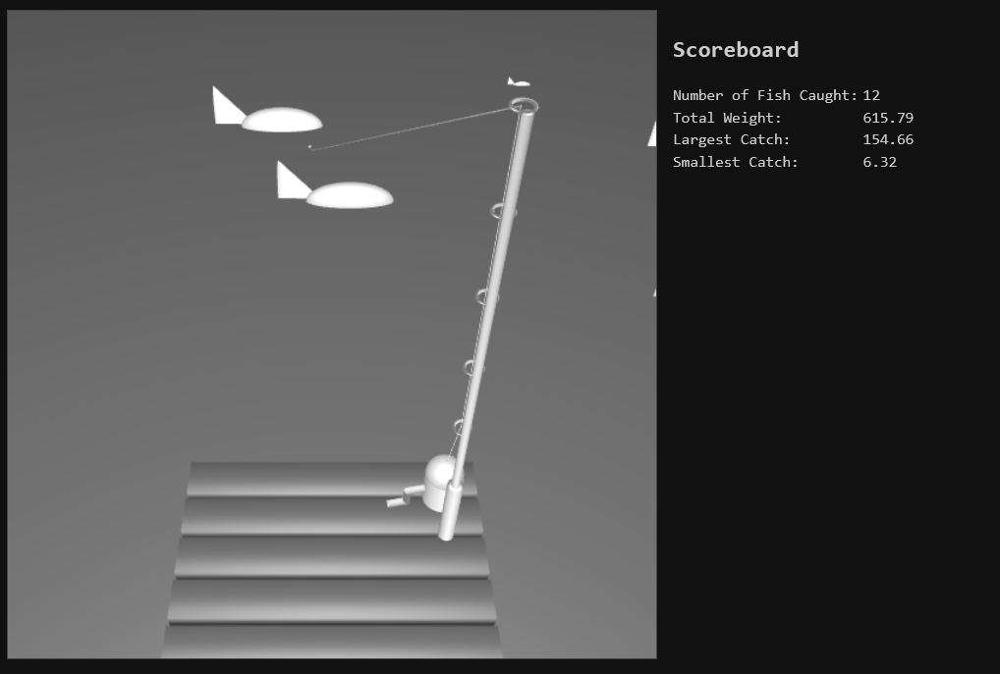 Scoreboard
Number of Fish Caught: 12
Total Weight: 615.79
Largest Catch: 154.66
Smallest Catch: 6.32